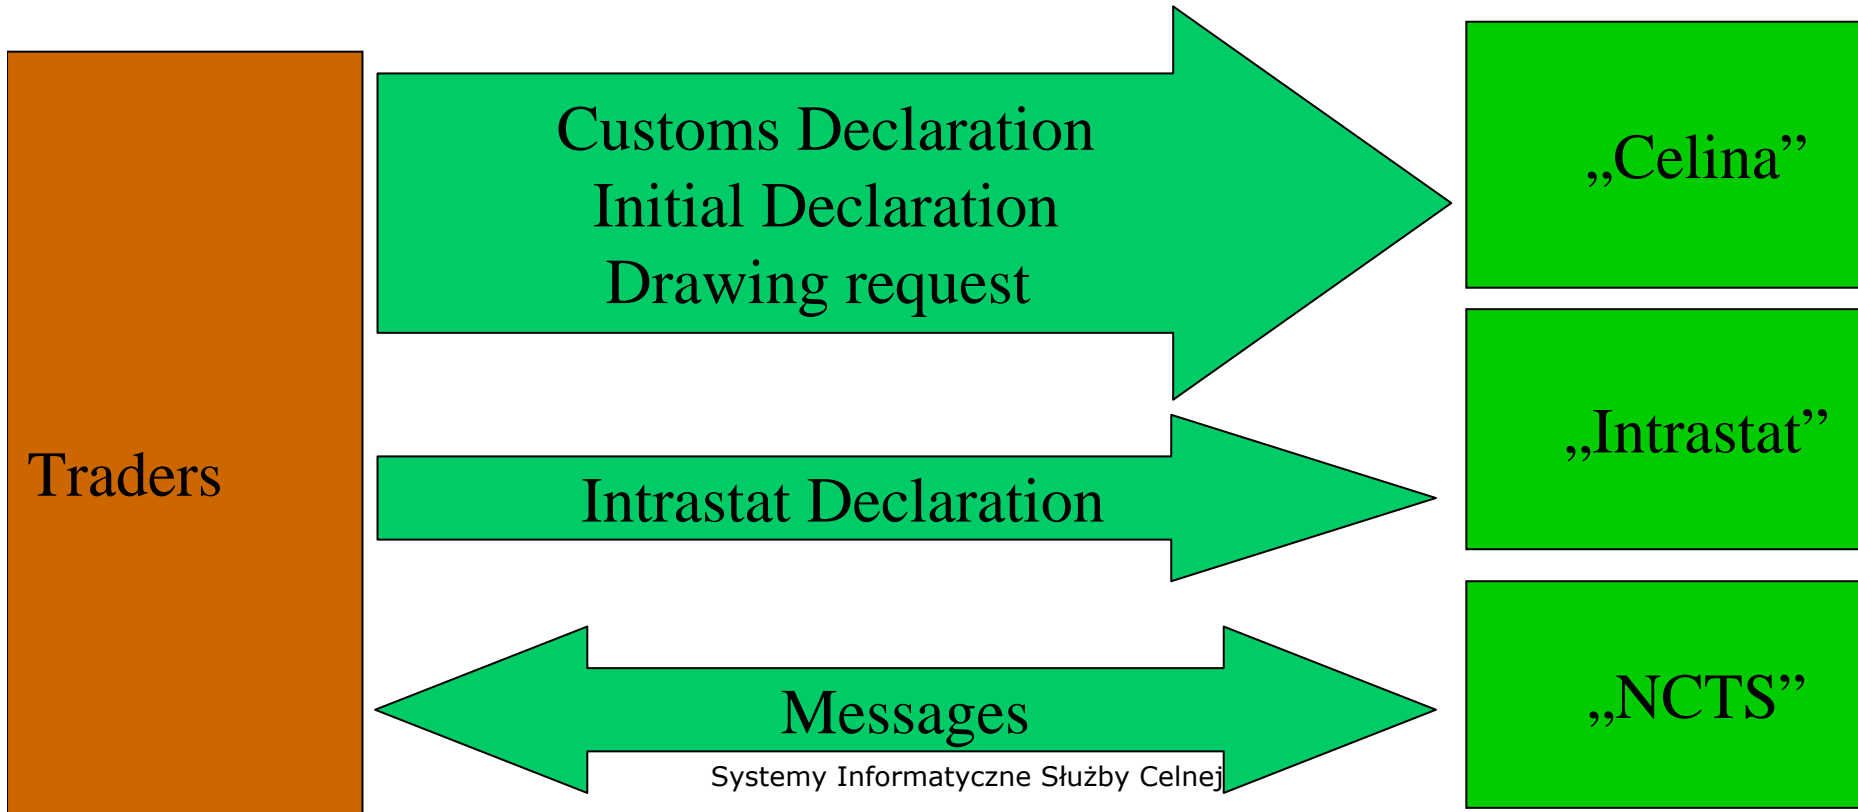 Traders
Customs Declaration
Initial Declaration
Drawing request
„Celina”
Intrastat Declaration
„Intrastat”
Messages
„NCTS”
Systemy Informatyczne Służby Celnej